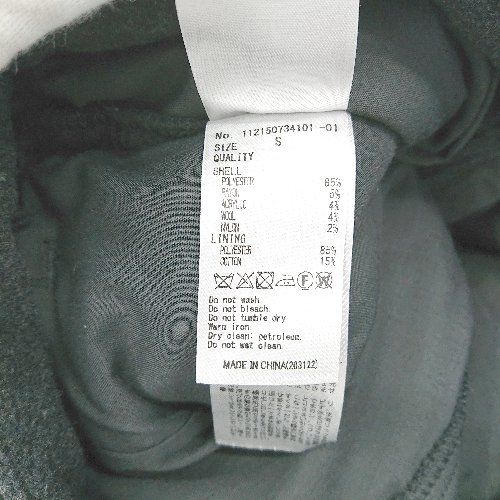 No. 112150734101 -01
SIZE S
QUALITY
SHELL
POLYESTER 85%
RAYON 5%
ACRYLIC 4%
WOOL 4%
NYLON 2%
LINING
POLYESTER 85%
COTTON 15%
Do not wash.
Do not bleach.
Do not tumble dry
Warm iron.
Dry clean: petroleum.
Do not wet clean.
MADE IN CHINA(203122)